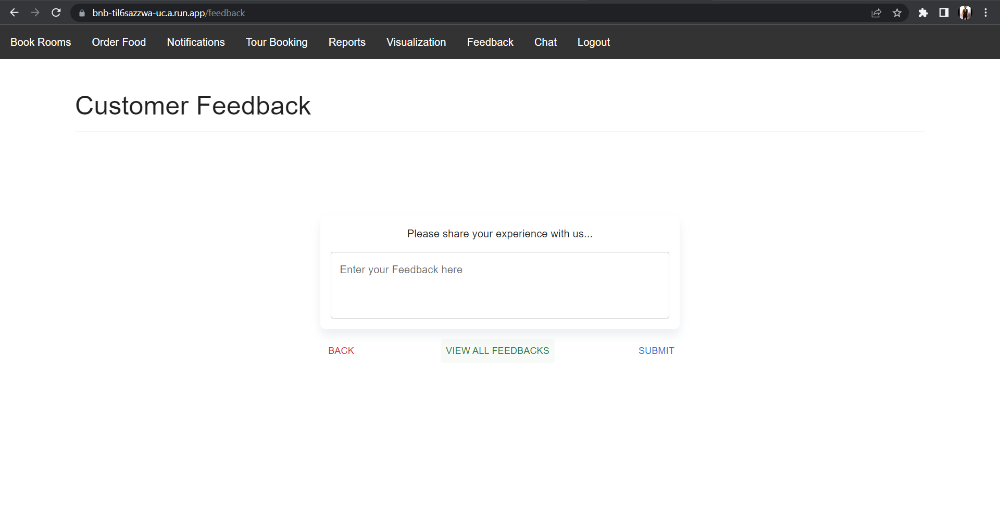 bnb-til6sazzwa-uc.a.run.app/feedback
Book Rooms Order Food Notifications Tour Booking Reports Visualization Feedback Chat Logout
Customer Feedback
Please share your experience with us...
Enter your Feedback here
BACK VIEW ALL FEEDBACKS SUBMIT